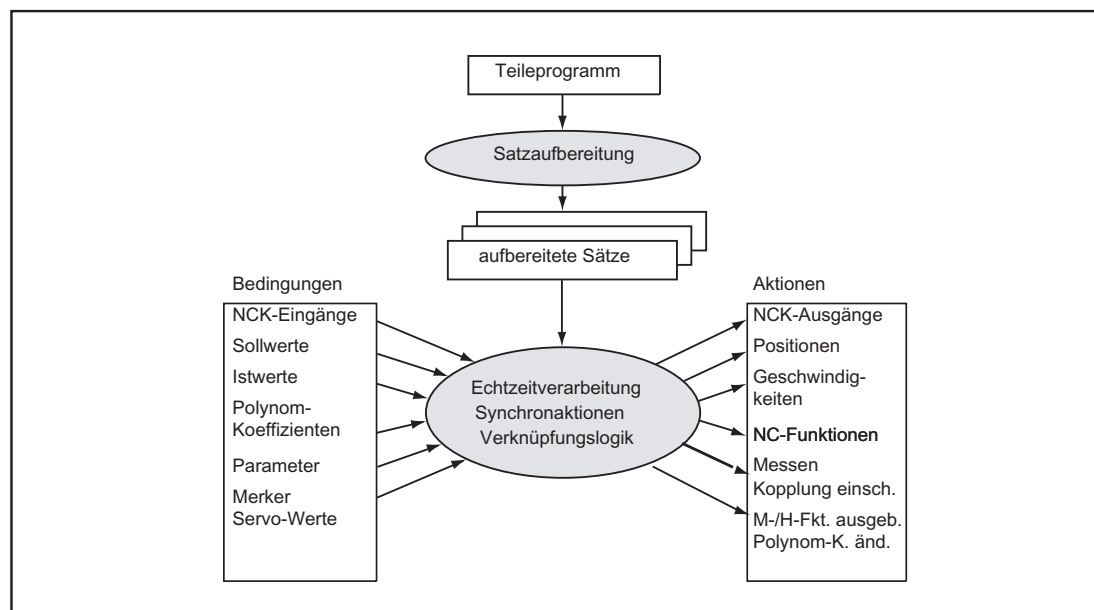 Teileprogramm
Satzaufbereitung
aufbereitete Sätze
Bedingungen
NCK-Eingänge
Sollwerte
Istwerte
Polynom-
Koeffizienten
Parameter
Merker
Servo-Werte
Echtzeitverarbeitung
Synchronaktionen
Verknüpfungslogik
Aktionen
NCK-Ausgänge
Positionen
Geschwindig-
keiten
NC-Funktionen
Messen
Kopplung einsch.
M-/H-Fkt. ausgeb.
Polynom-K. änd.